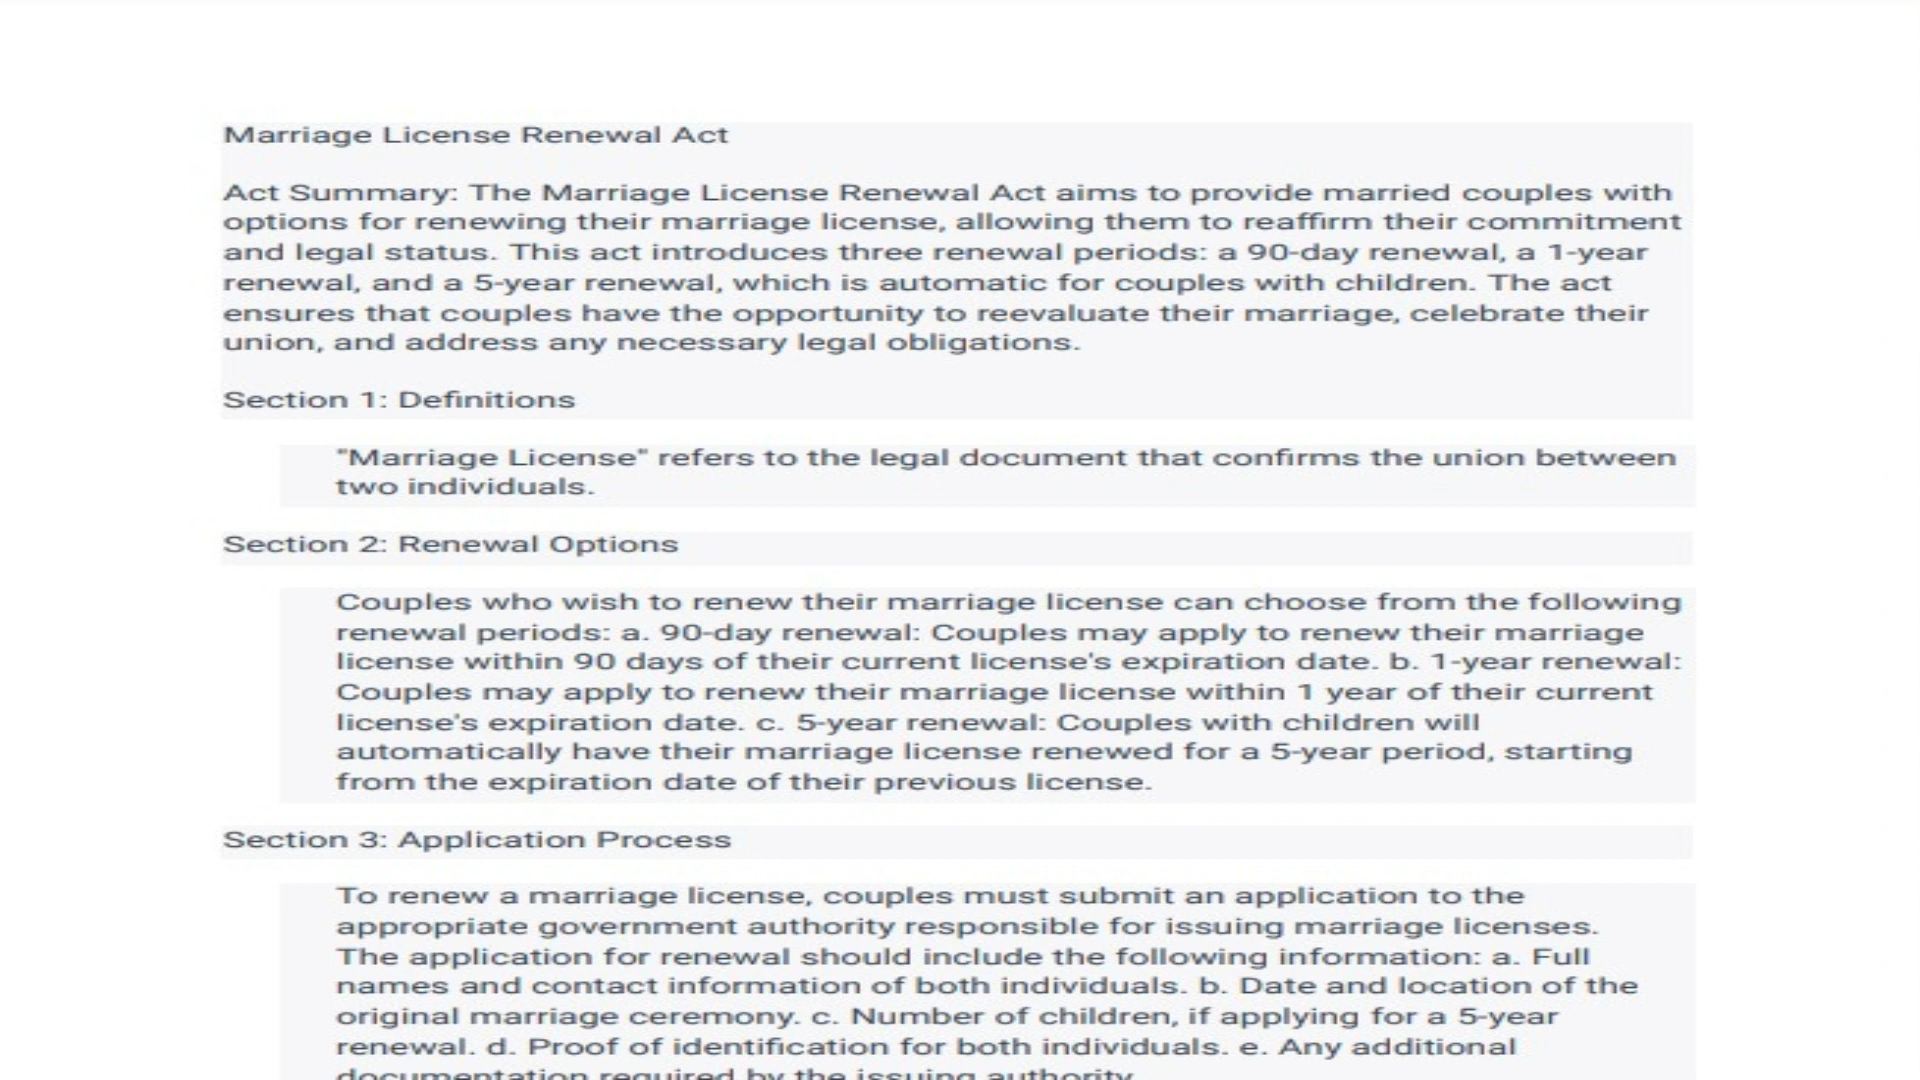 Marriage License Renewal Act
Act Summary: The Marriage License Renewal Act aims to provide married couples with
options for renewing their marriage license, allowing them to reaffirm their commitment
and legal status. This act introduces three renewal periods: a 90-day renewal, a 1-year
renewal, and a 5-year renewal, which is automatic for couples with children. The act
ensures that couples have the opportunity to reevaluate their marriage, celebrate their
union, and address any necessary legal obligations.
Section 1: Definitions
"Marriage License" refers to the legal document that confirms the union between
two individuals.
Section 2: Renewal Options
Couples who wish to renew their marriage license can choose from the following
renewal periods: a. 90-day renewal: Couples may apply to renew their marriage
license within 90 days of their current license's expiration date. b. 1-year renewal:
Couples may apply to renew their marriage license within 1 year of their current
license's expiration date. c. 5-year renewal: Couples with children will
automatically have their marriage license renewed for a 5-year period, starting
from the expiration date of their previous license.
Section 3: Application Process
To renew a marriage license, couples must submit an application to the
appropriate government authority responsible for issuing marriage licenses.
The application for renewal should include the following information: a. Full
names and contact information of both individuals. b. Date and location of the
original marriage ceremony. c. Number of children, if applying for a 5-year
renewal. d. Proof of identification for both individuals. e. Any additional
documentation required by the issuing authority.